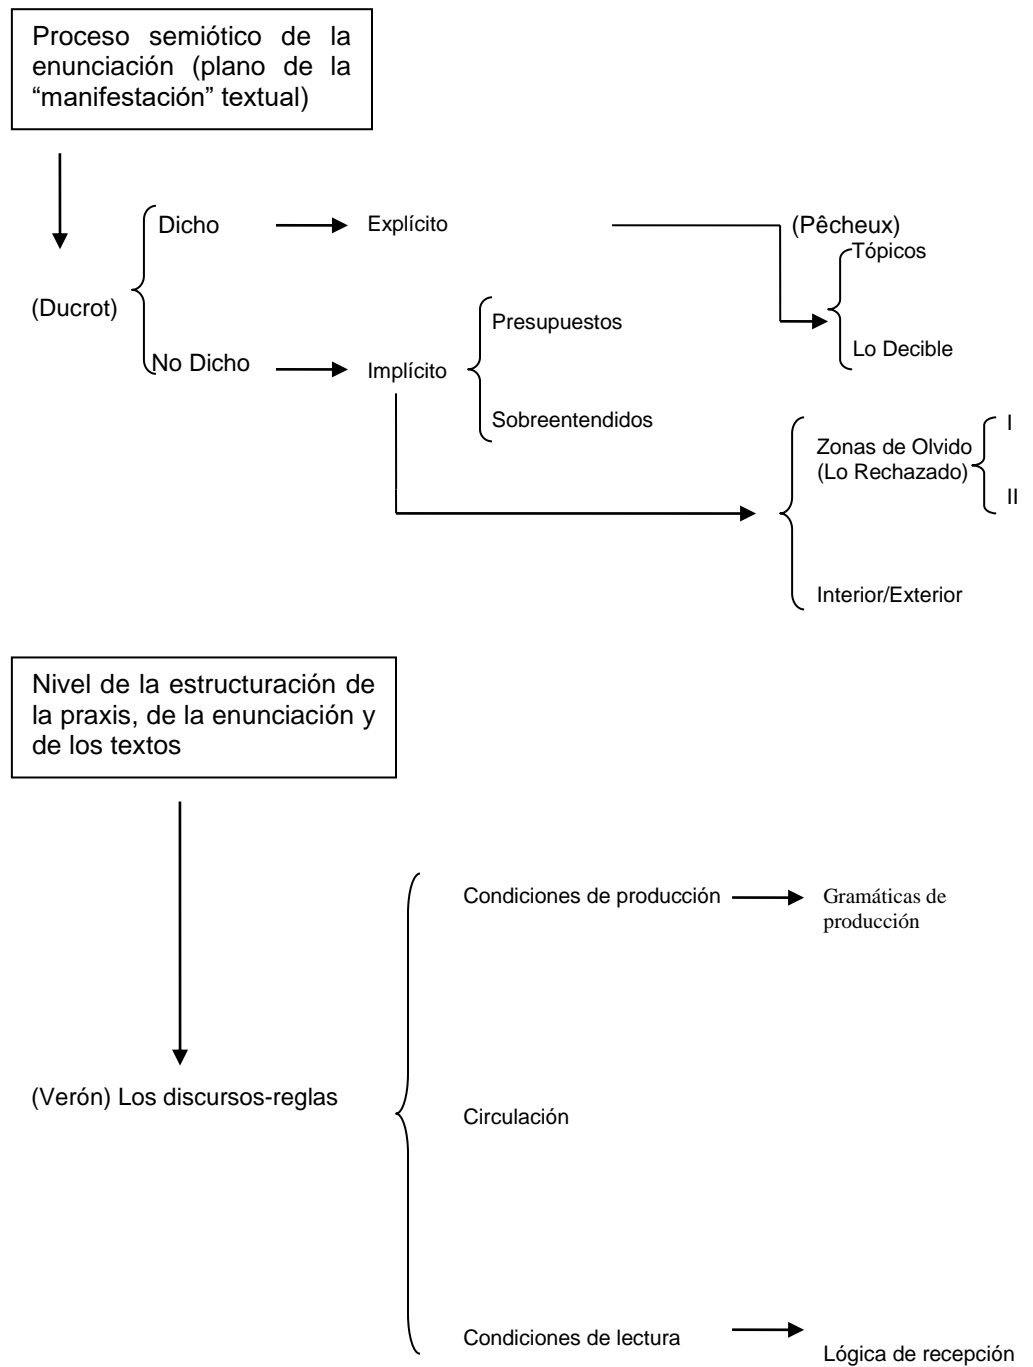 Proceso semiótico de la
enunciación (plano de la
“manifestación” textual)
Dicho
Explícito
(Pêcheux)
Tópicos
(Ducrot)
Presupuestos
Lo Decible
No Dicho
Implícito
Sobreentendidos
I
Zonas de Olvido
(Lo Rechazado)
II
Interior/Exterior
Nivel de la estructuración de
la praxis, de la enunciación y
de los textos
Condiciones de producción
Gramáticas de
producción
(Verón) Los discursos-reglas
Circulación
Condiciones de lectura
Lógica de recepción